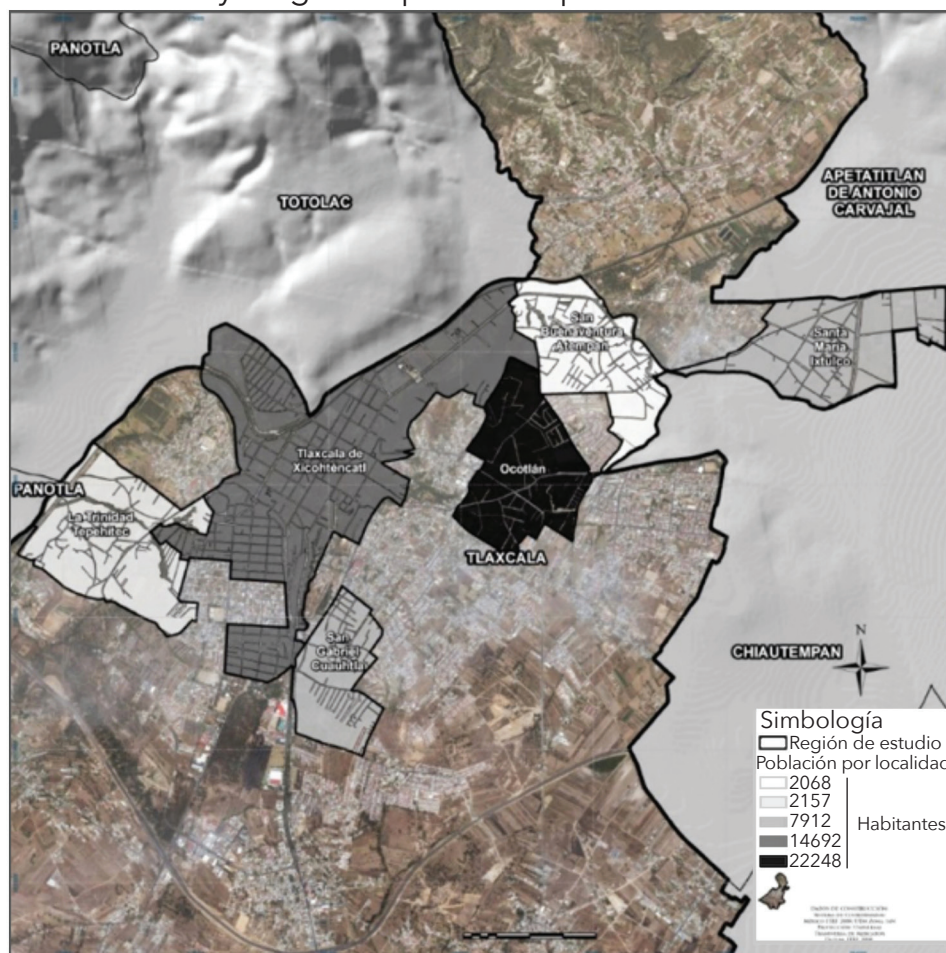 PANOTLA
TOTOLAC
APETATITLAN
DE ANTONIO
CARVAJAL
San
Buenaventura
Atempan
Santa
Maria
Ixtulco
Tlaxcala de
Xicohténcatl
Ocotlán
PANOTLA
La Trinidad
Tepehitec
TLAXCALA
San
Gabriel
Cuauhtla
CHIAUTEMPAN
N
Simbología
Región de estudio
Población por localidad
2068
2157
7912
14692
22248
Habitantes